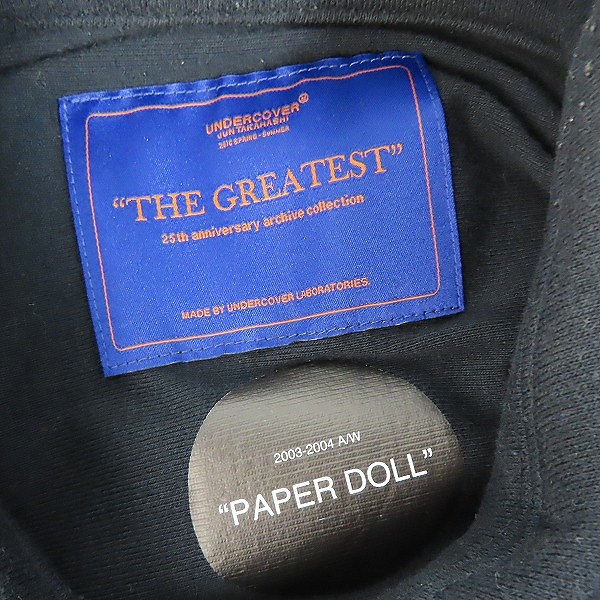 UNDERCOVER
JUN TAKAHASHI
2016 SPRING - SUMMER
“THE GREATEST”
25th anniversary archive collection
MADE BY UNDERCOVER LABORATORIES.
2003-2004 A/W
“PAPER DOLL”